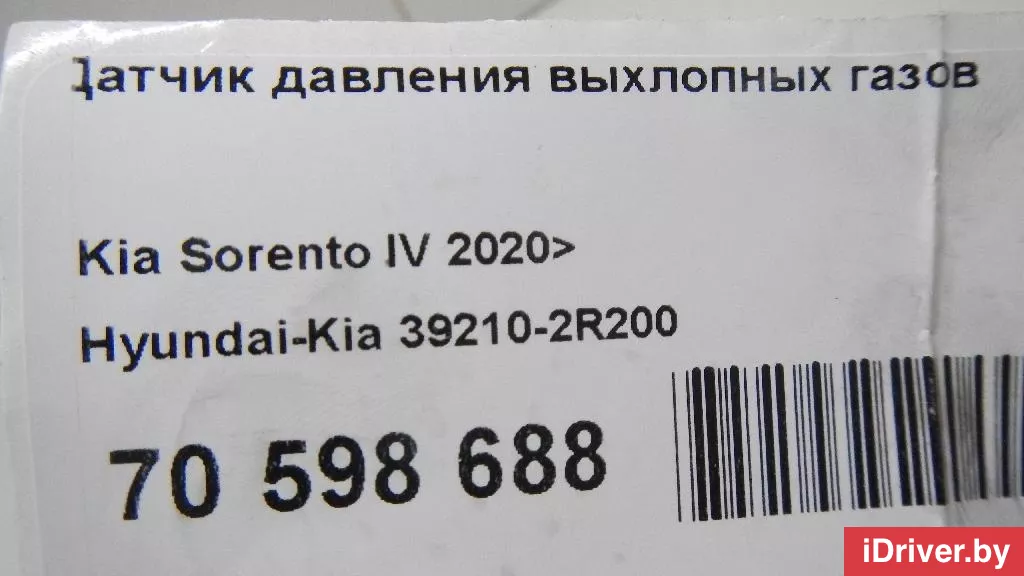 Датчик давления выхлопных газов
Kia Sorento IV 2020>
Hyundai-Kia 39210-2R200
70 598 688
iDriver.by